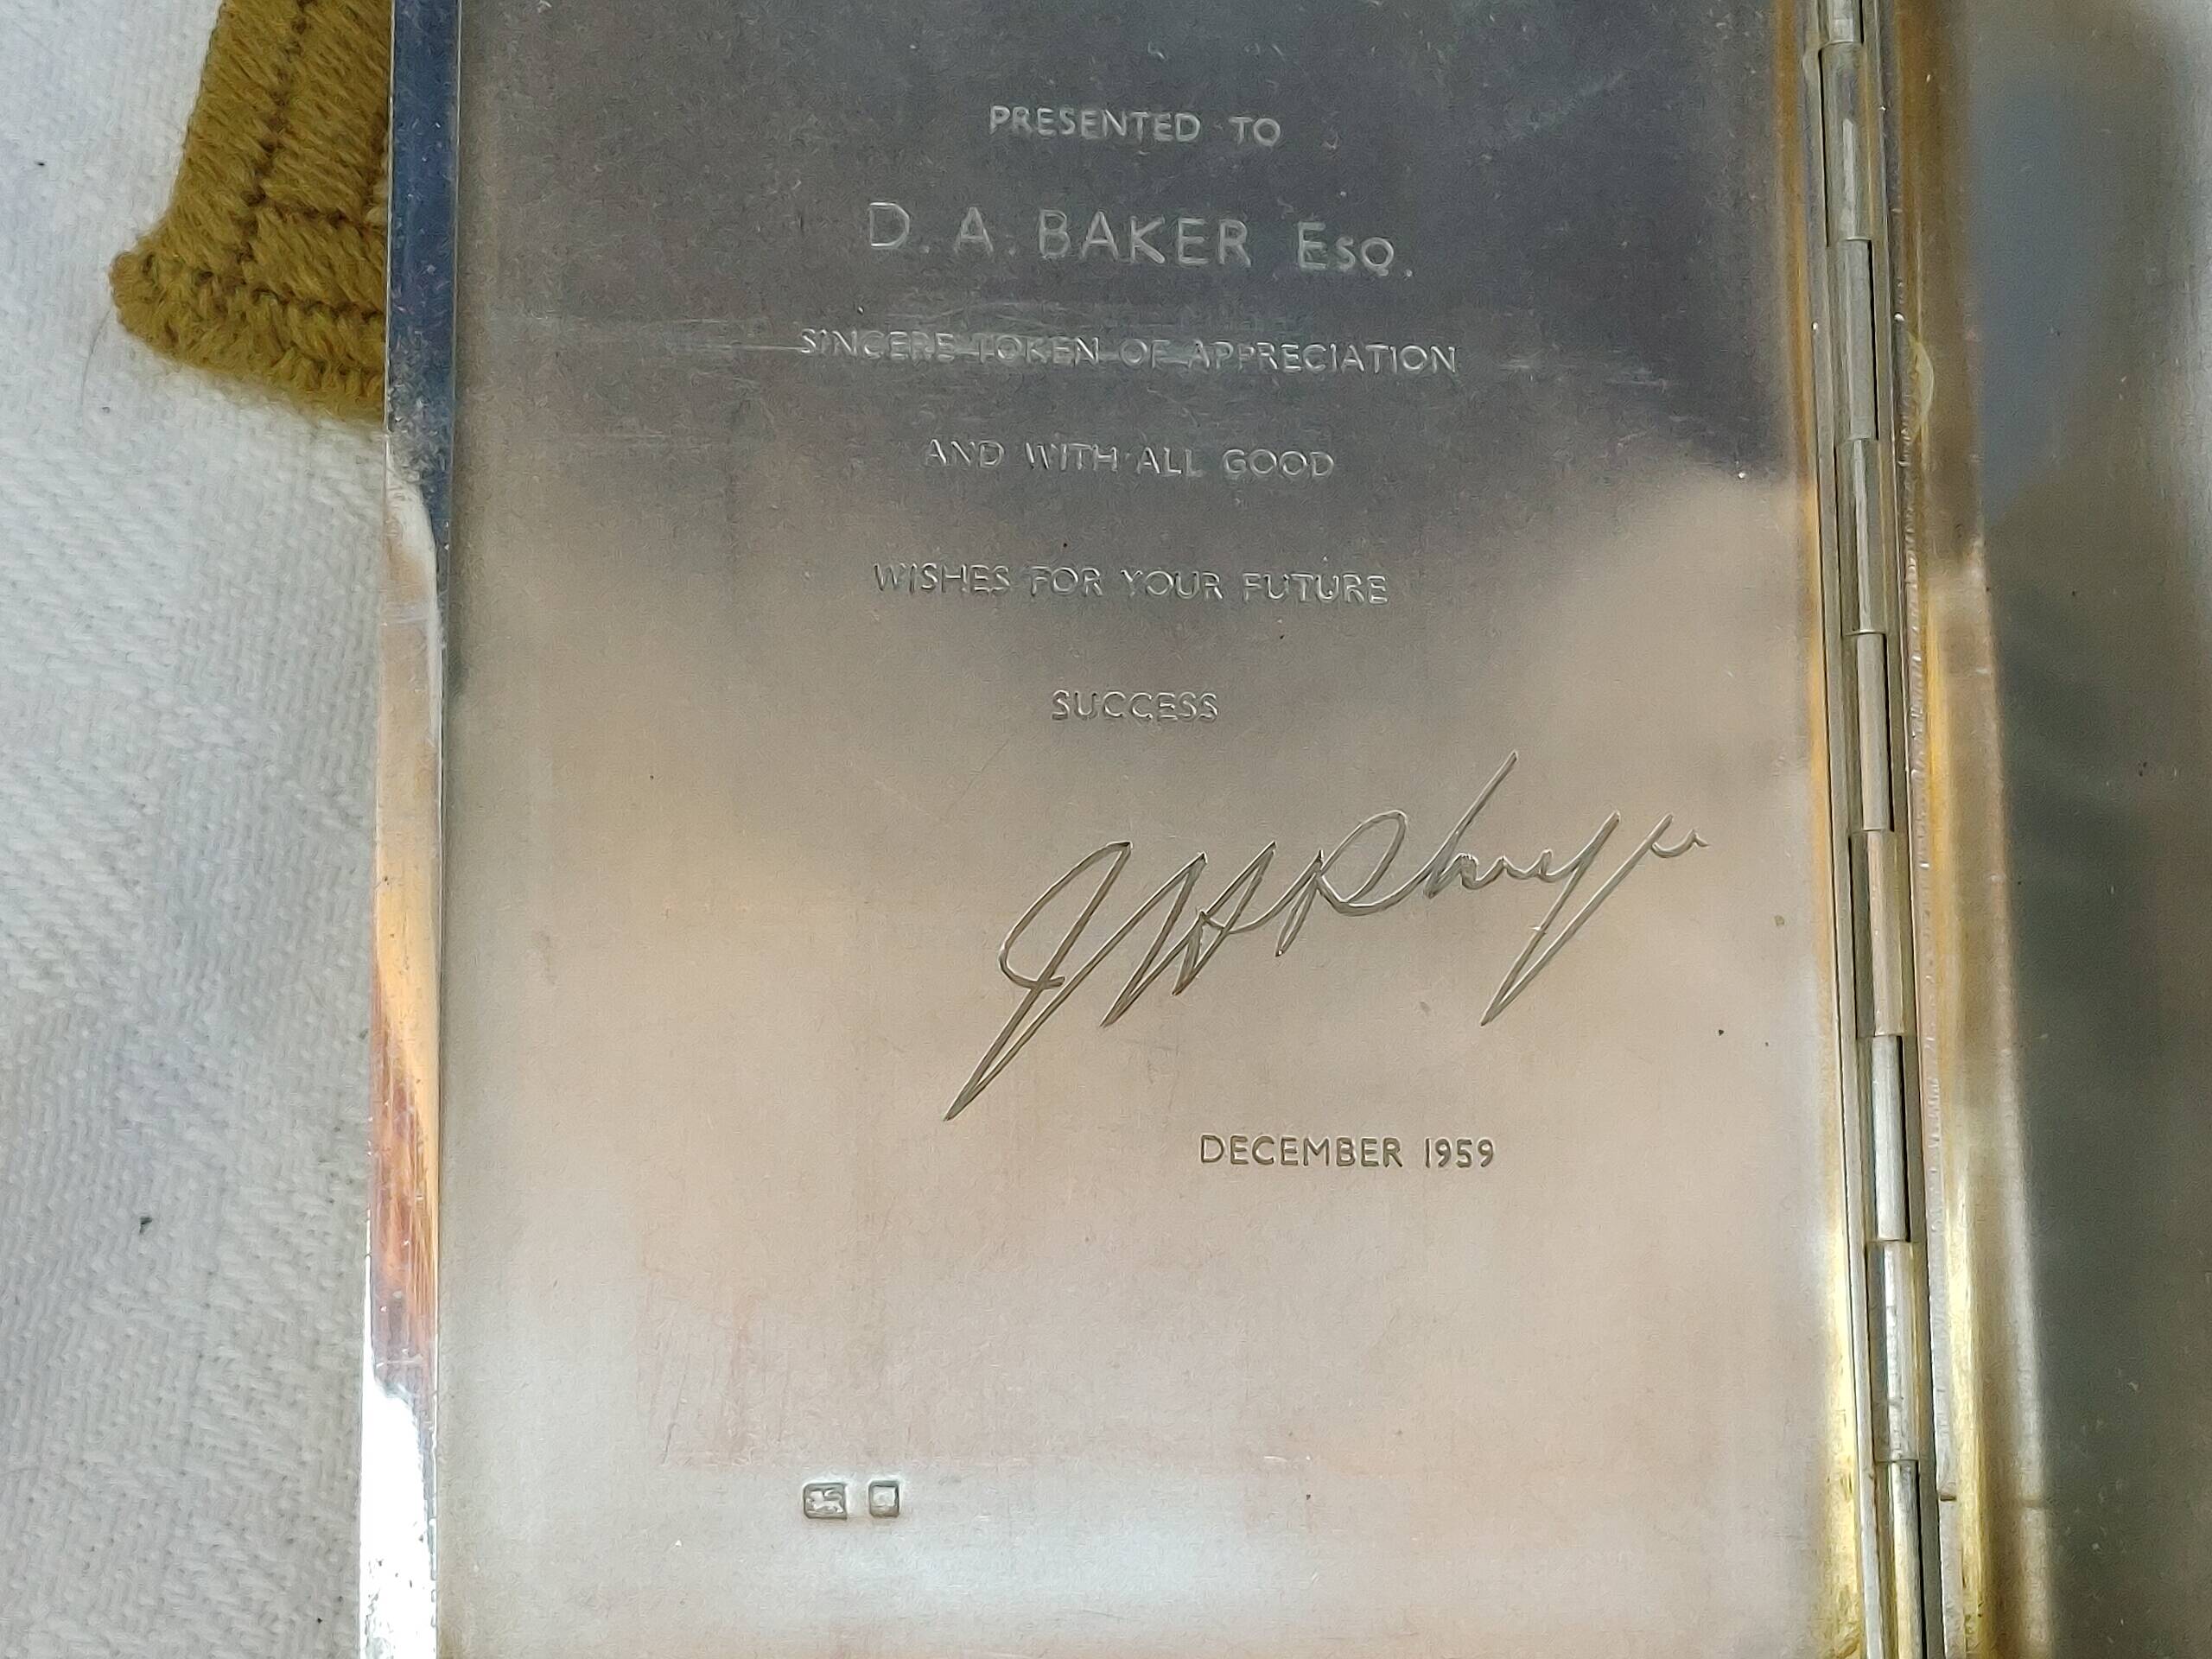 PRESENTED TO
D. A. BAKER ESQ.
SINCERE TOKEN OF APPRECIATION
AND WITH ALL GOOD
WISHES FOR YOUR FUTURE
SUCCESS
DECEMBER 1959